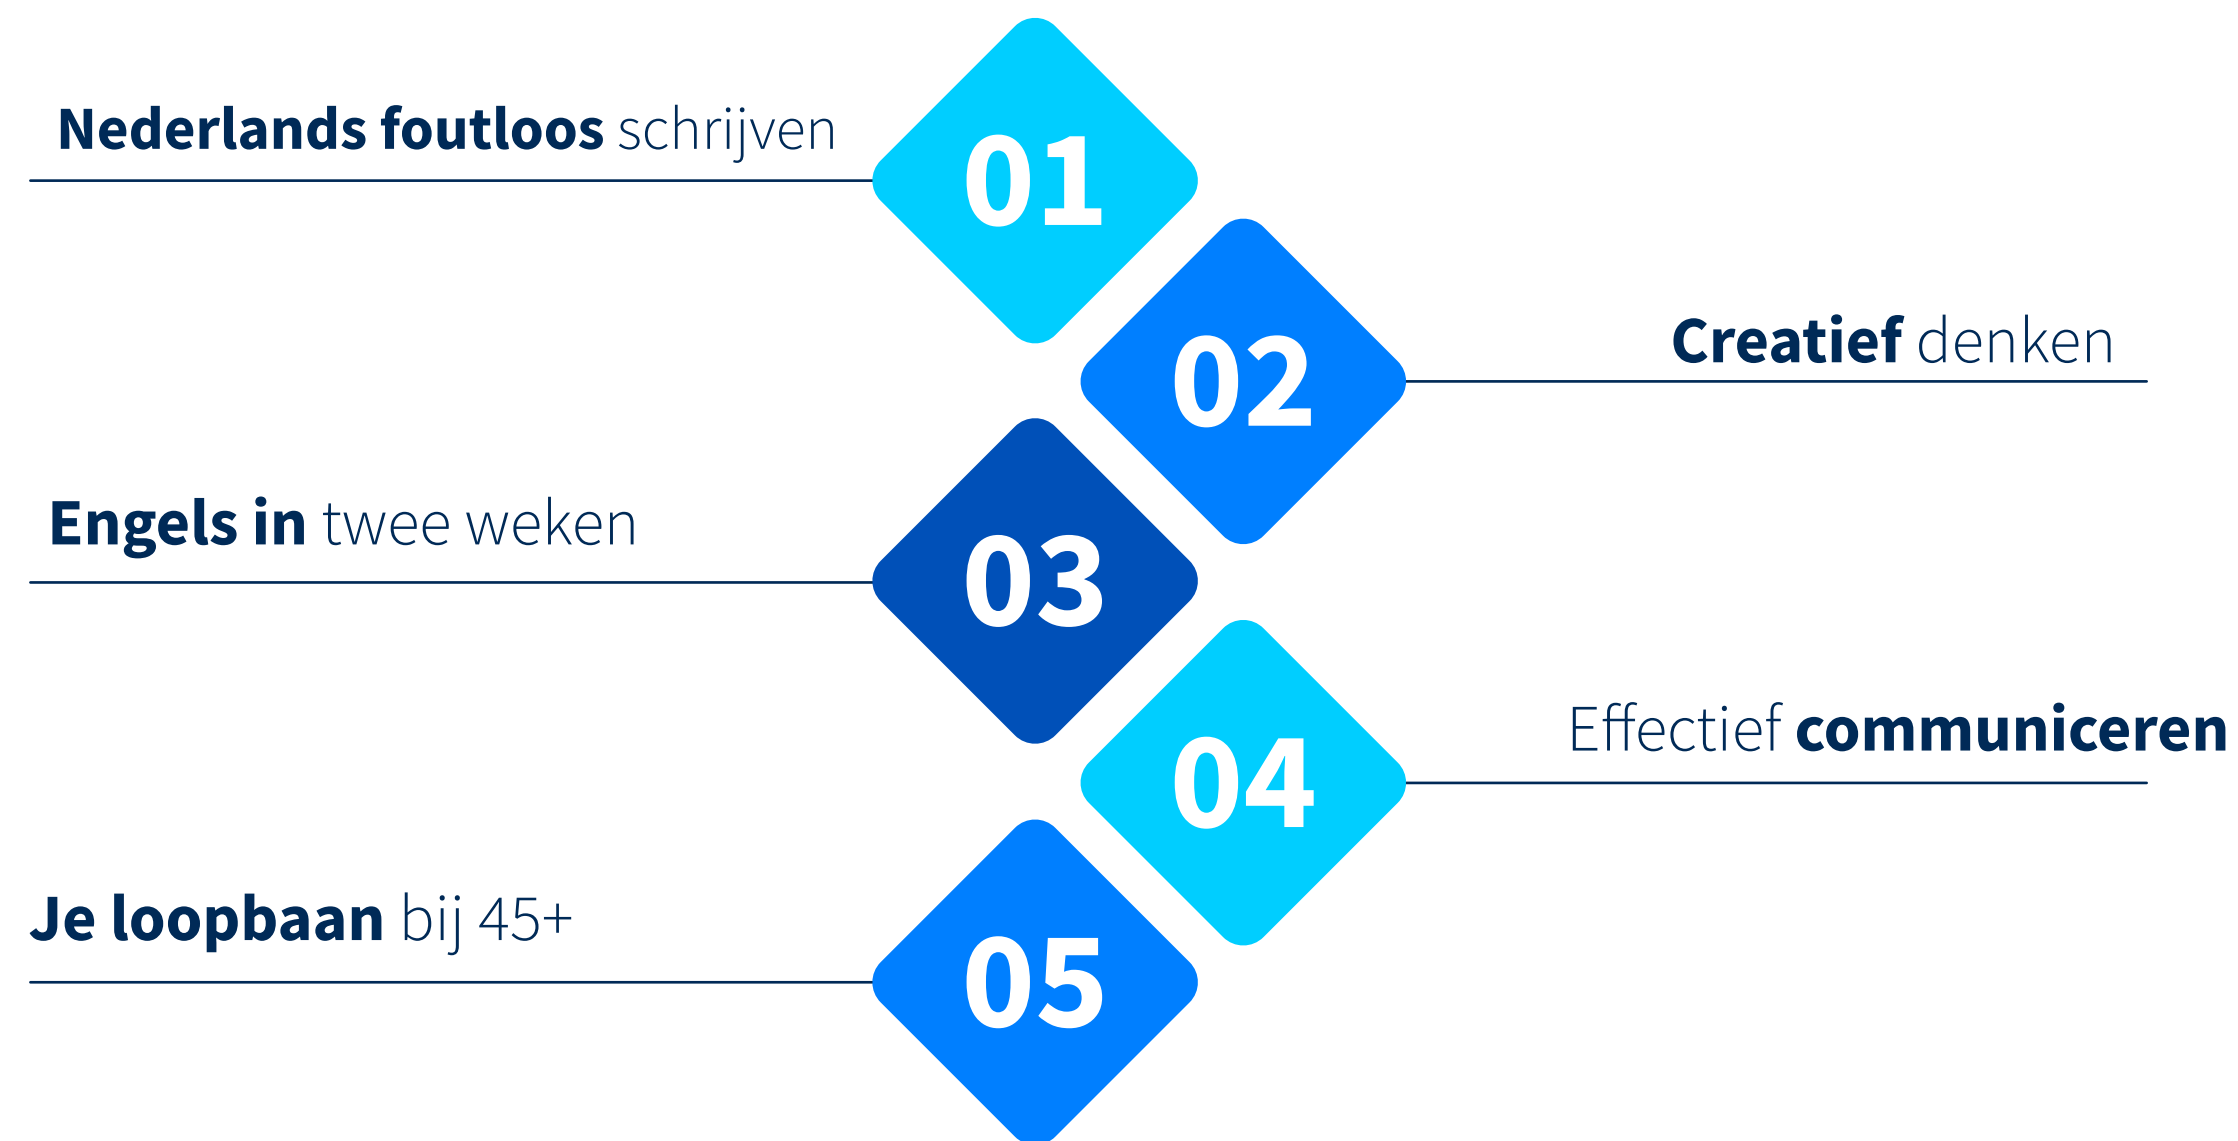 Nederlands foutloos schrijven
01
02
Creatief denken
Engels in twee weken
03
04
Effectief communiceren
Je loopbaan bij 45+
05